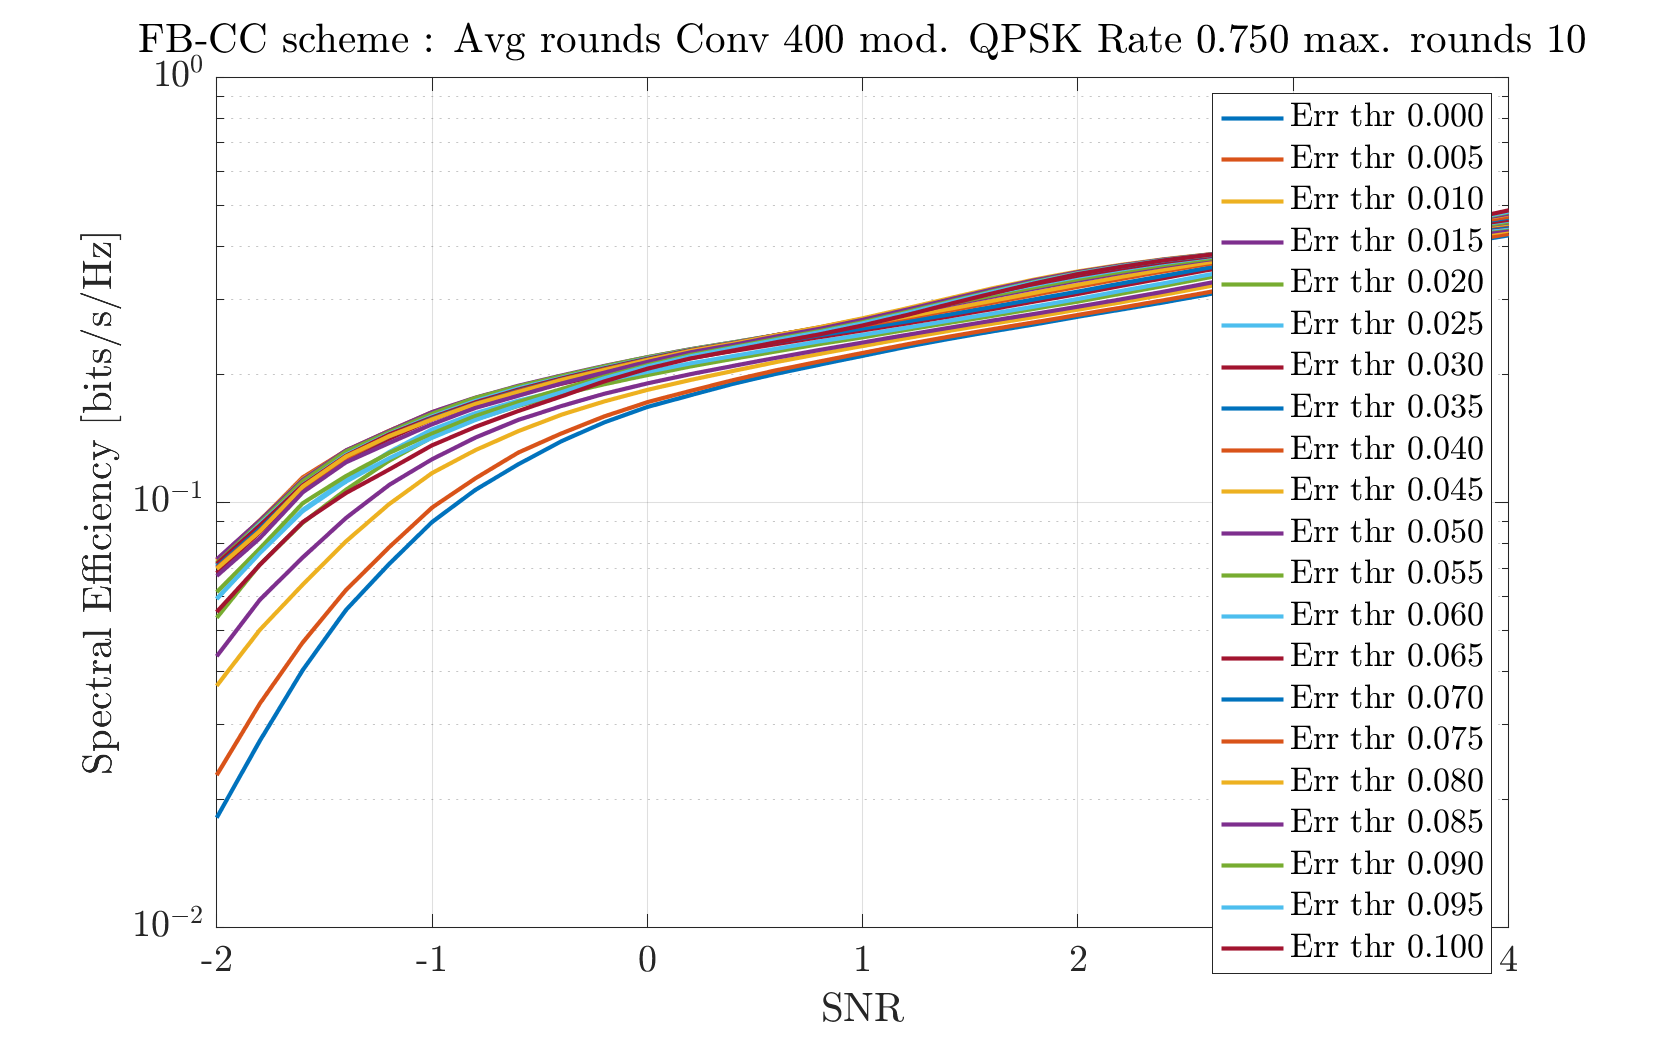 FB-CC scheme : Avg rounds Conv 400 mod. QPSK Rate 0.750 max. rounds 10
10^0
10^-1
10^-2
Spectral Efficiency [bits/s/Hz]
-2 -1 0 1 2 4
SNR
Err thr 0.000
Err thr 0.005
Err thr 0.010
Err thr 0.015
Err thr 0.020
Err thr 0.025
Err thr 0.030
Err thr 0.035
Err thr 0.040
Err thr 0.045
Err thr 0.050
Err thr 0.055
Err thr 0.060
Err thr 0.065
Err thr 0.070
Err thr 0.075
Err thr 0.080
Err thr 0.085
Err thr 0.090
Err thr 0.095
Err thr 0.100